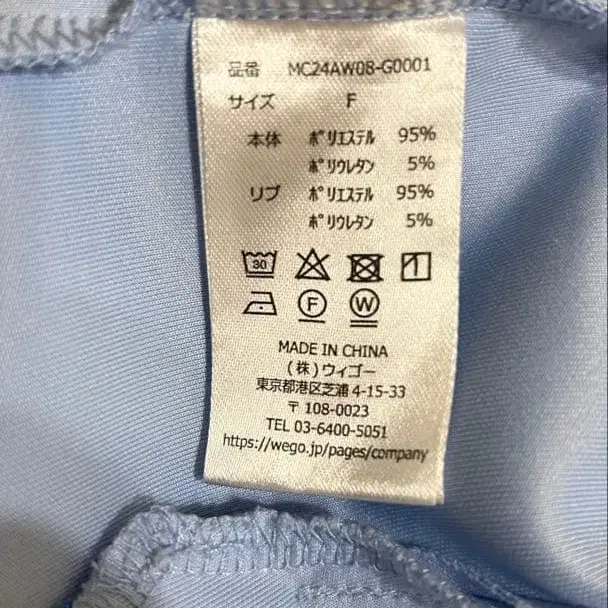 品番 MC24AW08-G0001
サイズ F
本体 ポリエステル 95%
ポリウレタン 5%
リブ ポリエステル 95%
ポリウレタン 5%
30
F W
MADE IN CHINA
(株)ウィゴー
東京都港区芝浦4-15-33
〒108-0023
TEL 03-6400-5051
https://wego.jp/pages/company